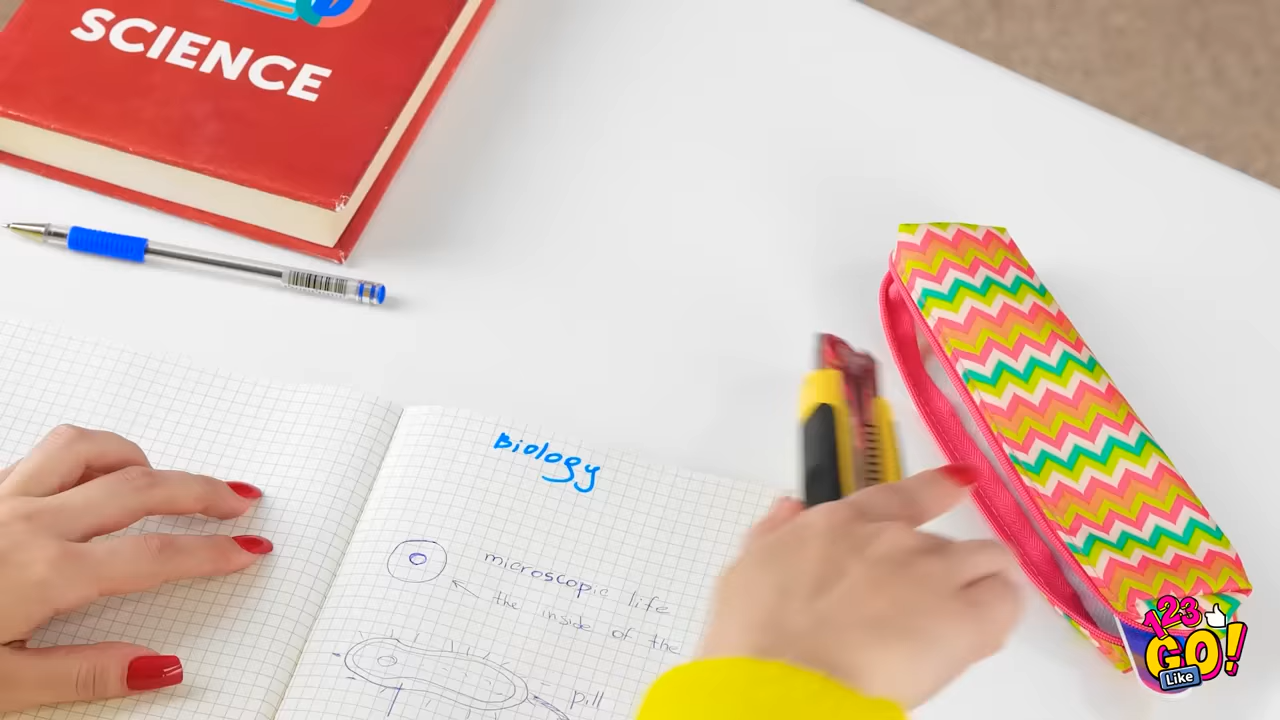 SCIENCE
Biology
microscopic life
the inside of the
pill
123
GO!
Like